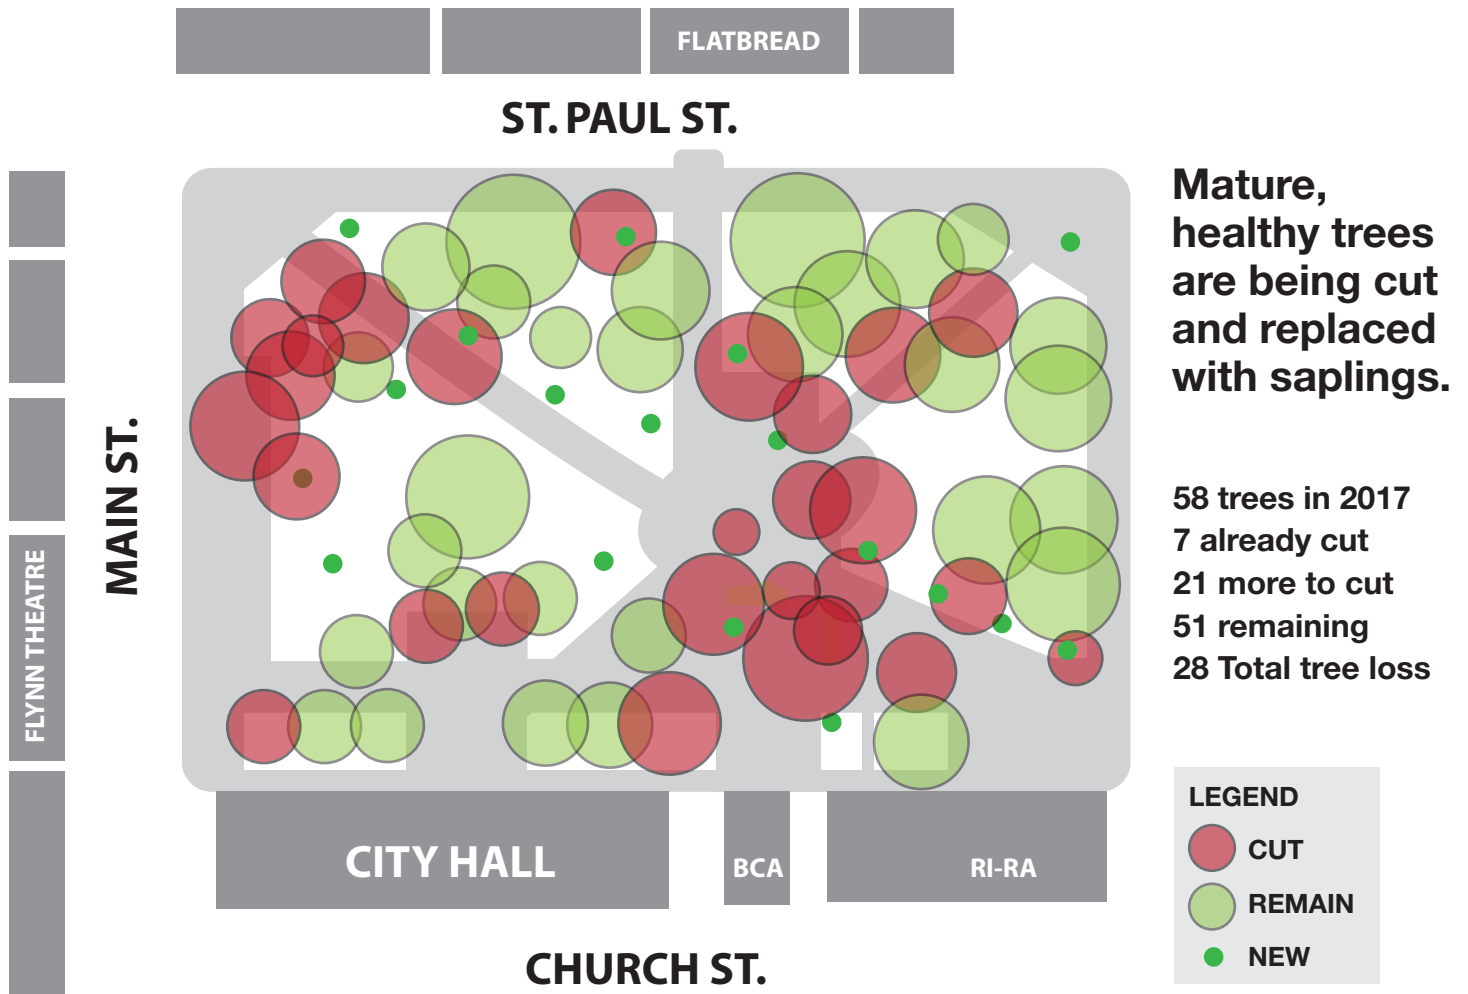 FLATBREAD
ST. PAUL ST.
Mature,
healthy trees
are being cut
and replaced
with saplings.
MAIN ST.
58 trees in 2017
7 already cut
21 more to cut
51 remaining
28 Total tree loss
FLYNN THEATRE
LEGEND
CUT
REMAIN
NEW
CITY HALL
BCA
RI-RA
CHURCH ST.